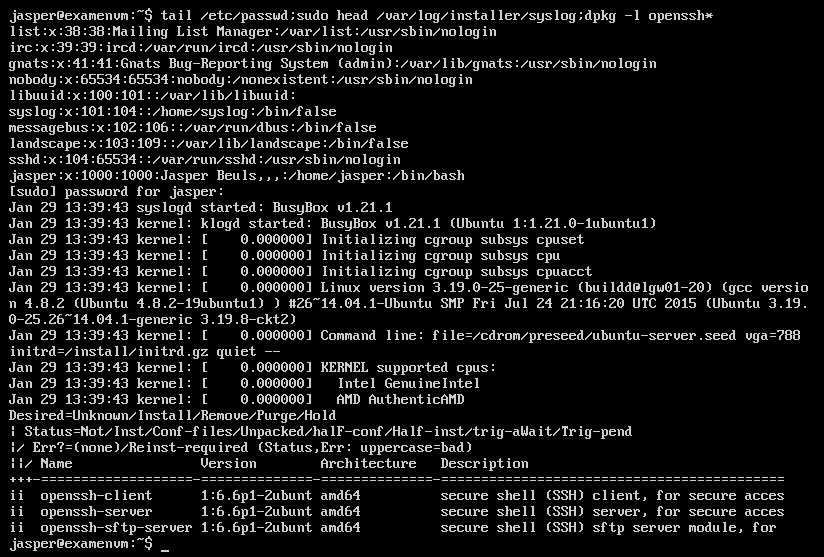 jasper@examenvm:~$ tail /etc/passwd;sudo head /var/log/installer/syslog;dpkg -l openssh*
list:x:38:38:Mailing List Manager:/var/list:/usr/sbin/nologin
irc:x:39:39:ircd:/var/run/ircd:/usr/sbin/nologin
gnats:x:41:41:Gnats Bug-Reporting System (admin):/var/lib/gnats:/usr/sbin/nologin
nobody:x:65534:65534:nobody:/nonexistent:/usr/sbin/nologin
libuuid:x:100:101::/var/lib/libuuid:
syslog:x:101:104::/home/syslog:/bin/false
messagebus:x:102:106::/var/run/dbus:/bin/false
landscape:x:103:109::/var/lib/landscape:/bin/false
sshd:x:104:65534::/var/run/sshd:/usr/sbin/nologin
jasper:x:1000:1000:Jasper Beuls,,,:/home/jasper:/bin/bash
[sudo] password for jasper:
Jan 29 13:39:43 syslogd started: BusyBox v1.21.1
Jan 29 13:39:43 kernel: klogd started: BusyBox v1.21.1 (Ubuntu 1:1.21.0-1ubuntu1)
Jan 29 13:39:43 kernel: [    0.000000] Initializing cgroup subsys cpuset
Jan 29 13:39:43 kernel: [    0.000000] Initializing cgroup subsys cpu
Jan 29 13:39:43 kernel: [    0.000000] Initializing cgroup subsys cpuacct
Jan 29 13:39:43 kernel: [    0.000000] Linux version 3.19.0-25-generic (buildd@lgw01-20) (gcc versio
n 4.8.2 (Ubuntu 4.8.2-19ubuntu1) ) #26~14.04.1-Ubuntu SMP Fri Jul 24 21:16:20 UTC 2015 (Ubuntu 3.19.
0-25.26~14.04.1-generic 3.19.8-ckt2)
Jan 29 13:39:43 kernel: [    0.000000] Command line: file=/cdrom/preseed/ubuntu-server.seed vga=788
initrd=/install/initrd.gz quiet --
Jan 29 13:39:43 kernel: [    0.000000] KERNEL supported cpus:
Jan 29 13:39:43 kernel: [    0.000000]   Intel GenuineIntel
Jan 29 13:39:43 kernel: [    0.000000]   AMD AuthenticAMD
Desired=Unknown/Install/Remove/Purge/Hold
| Status=Not/Inst/Conf-files/Unpacked/halF-conf/Half-inst/trig-aWait/Trig-pend
|/ Err?=(none)/Reinst-required (Status,Err: uppercase=bad)
||/ Name                Version        Architecture   Description
+++-===================-==============-==============-===========================================
ii  openssh-client      1:6.6p1-2ubunt amd64          secure shell (SSH) client, for secure acces
ii  openssh-server      1:6.6p1-2ubunt amd64          secure shell (SSH) server, for secure acces
ii  openssh-sftp-server 1:6.6p1-2ubunt amd64          secure shell (SSH) sftp server module, for
jasper@examenvm:~$ _